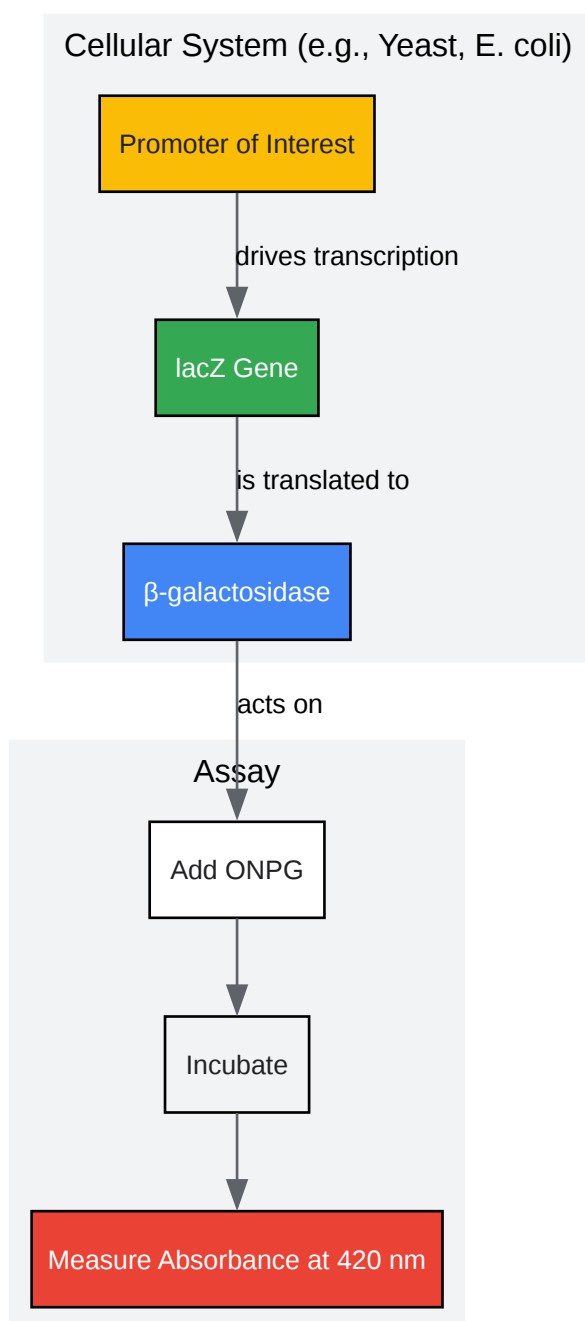 Cellular System (e.g., Yeast, E. coli)
Promoter of Interest
drives transcription
lacZ Gene
is translated to
β-galactosidase
acts on
Assay
Add ONPG
Incubate
Measure Absorbance at 420 nm